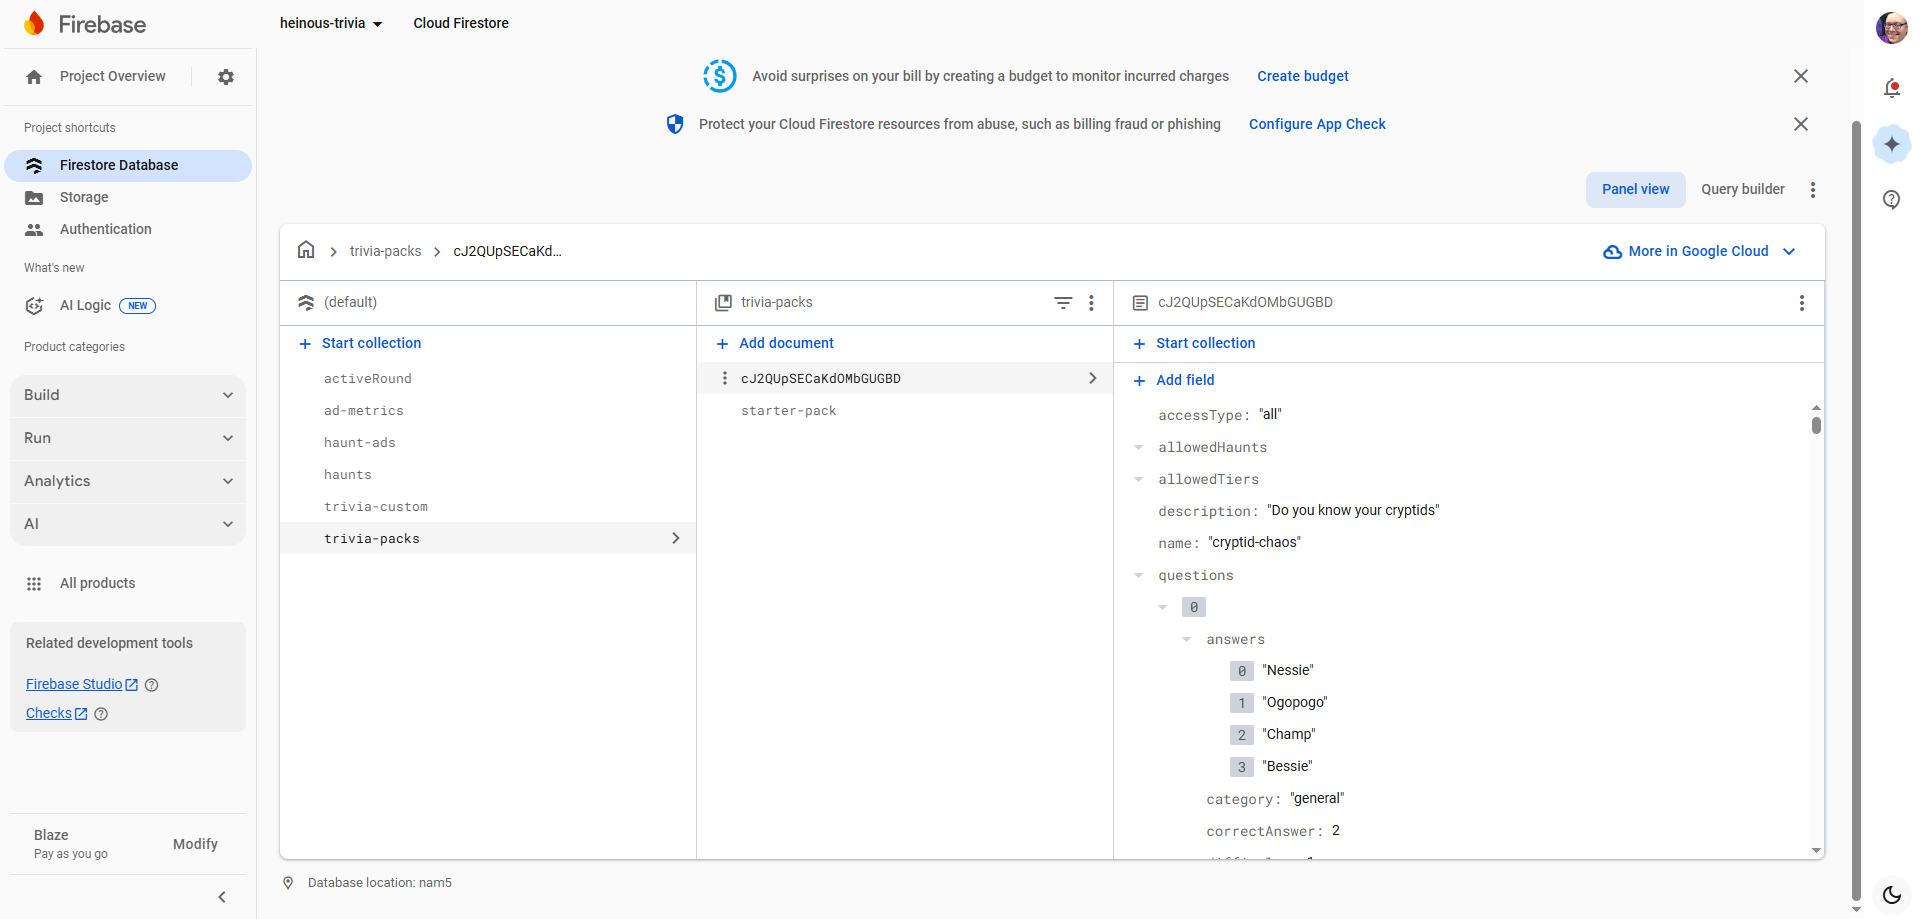 Firebase
heinous-trivia
Cloud Firestore
Project Overview
Project shortcuts
Firestore Database
Storage
Authentication
What's new
AI Logic NEW
Product categories
Build
Run
Analytics
AI
All products
Related development tools
Firebase Studio
Checks
Blaze
Pay as you go
Modify
Avoid surprises on your bill by creating a budget to monitor incurred charges Create budget
Protect your Cloud Firestore resources from abuse, such as billing fraud or phishing Configure App Check
Panel view
Query builder
trivia-packs
cJ2QUpSECaKd...
More in Google Cloud
(default)
Start collection
activeRound
ad-metrics
haunt-ads
haunts
trivia-custom
trivia-packs
trivia-packs
Add document
cJ2QUpSECaKdOMbGUGBD
starter-pack
cJ2QUpSECaKdOMbGUGBD
Start collection
Add field
accessType: "all"
allowedHaunts
allowedTiers
description: "Do you know your cryptids"
name: "cryptid-chaos"
questions
0
answers
0 "Nessie"
1 "Ogopogo"
2 "Champ"
3 "Bessie"
category: "general"
correctAnswer: 2
Database location: nam5